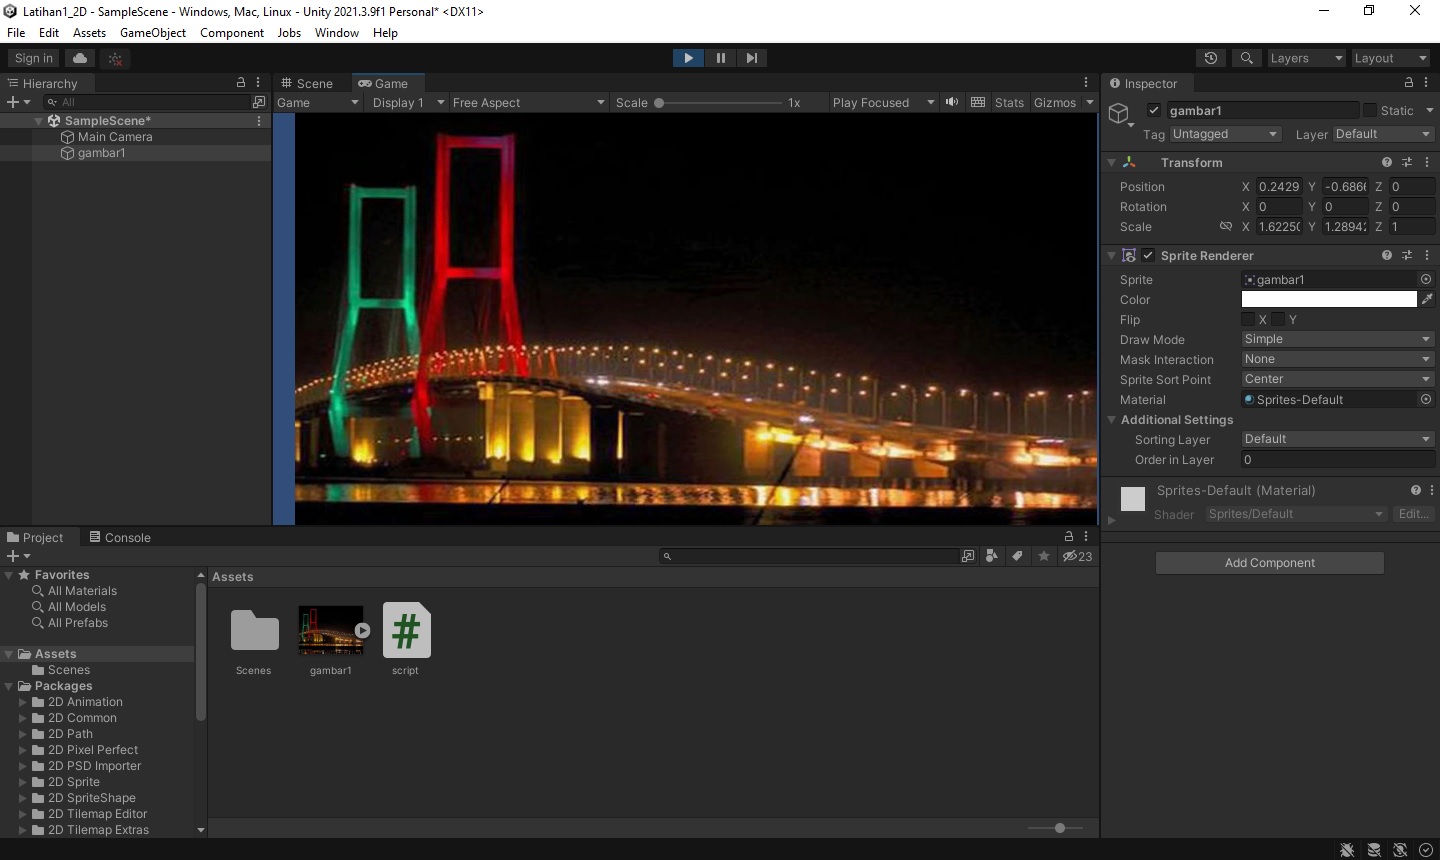 Latihan1_2D - SampleScene - Windows, Mac, Linux - Unity 2021.3.9f1 Personal* <DX11>
File Edit Assets GameObject Component Jobs Window Help
Sign in Layers Layout
Hierarchy
All
SampleScene*
Main Camera
gambar1
Scene Game
Game Display 1 Free Aspect Scale 1x Play Focused Stats Gizmos
Inspector
gambar1 Static
Tag Untagged Layer Default
Transform
Position X 0.2429 Y -0.686 Z 0
Rotation X 0 Y 0 Z 0
Scale X 1.6225 Y 1.2894 Z 1
Sprite Renderer
Sprite gambar1
Color
Flip X Y
Draw Mode Simple
Mask Interaction None
Sprite Sort Point Center
Material Sprites-Default
Additional Settings
Sorting Layer Default
Order in Layer 0
Sprites-Default (Material)
Shader Sprites/Default Edit...
Add Component
Project Console
23
Favorites
All Materials
All Models
All Prefabs
Assets
Scenes
Packages
2D Animation
2D Common
2D Path
2D Pixel Perfect
2D PSD Importer
2D Sprite
2D SpriteShape
2D Tilemap Editor
2D Tilemap Extras
Assets
Scenes gambar1 script
#